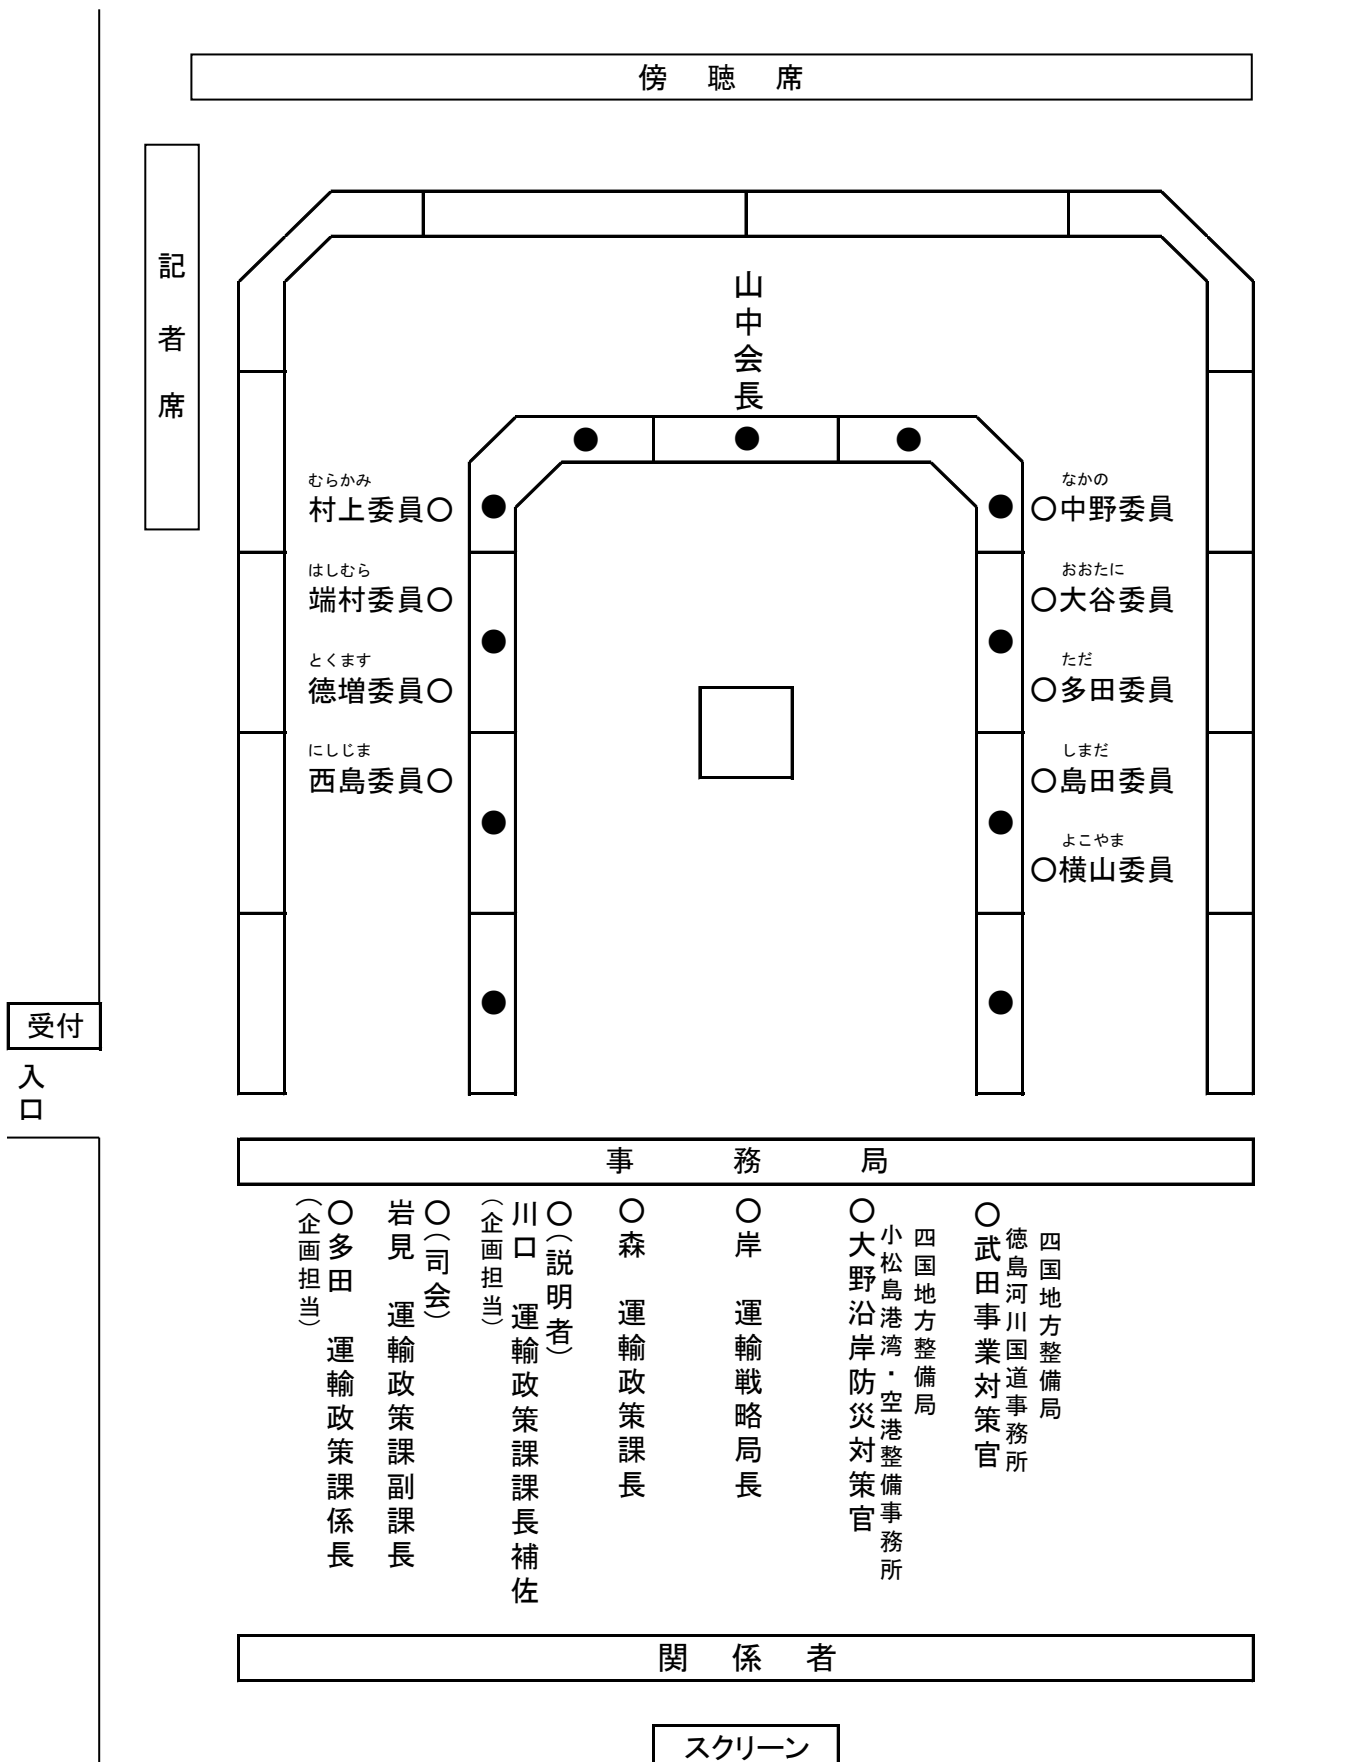 傍聴席
記者席
山中会長
むらかみ
村上委員○
はしむら
端村委員○
とくます
德増委員○
にしじま
西島委員○
なかの
○中野委員
おおたに
○大谷委員
ただ
○多田委員
しまだ
○島田委員
よこやま
○横山委員
受付
入口
事務局
四国地方整備局
徳島河川国道事務所
○武田事業対策官
四国地方整備局
小松島港湾・空港整備事務所
○大野沿岸防災対策官
○岸 運輸戦略局長
○森 運輸政策課長
○(説明者)
川口 運輸政策課課長補佐
(企画担当)
○(司会)
岩見 運輸政策課副課長
○多田 運輸政策課係長
(企画担当)
関係者
スクリーン